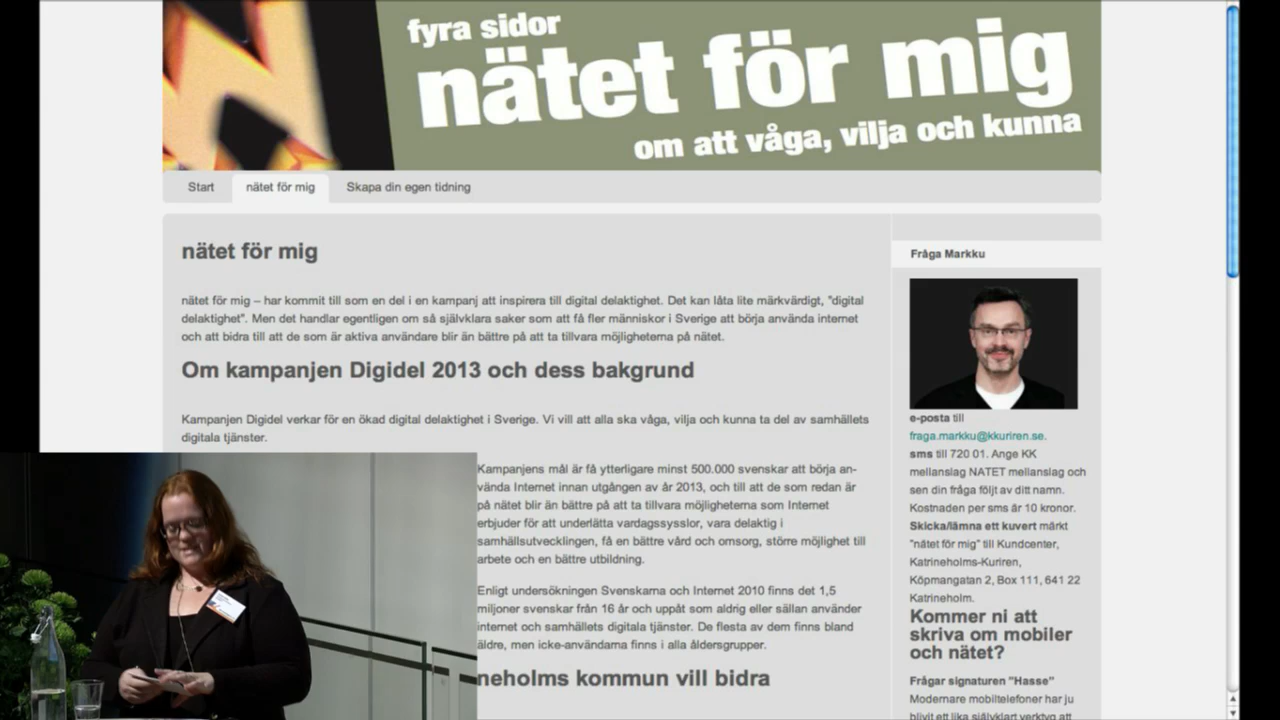 fyra sidor
nätet för mig
om att våga, vilja och kunna
Start
nätet för mig
Skapa din egen tidning
nätet för mig
nätet för mig – har kommit till som en del i en kampanj att inspirera till digital delaktighet. Det kan låta lite märkvärdigt, "digital
delaktighet". Men det handlar egentligen om så självklara saker som att få fler människor i Sverige att börja använda internet
och att bidra till att de som är aktiva användare blir än bättre på att ta tillvara möjligheterna på nätet.
Om kampanjen Digidel 2013 och dess bakgrund
Kampanjen Digidel verkar för en ökad digital delaktighet i Sverige. Vi vill att alla ska våga, vilja och kunna ta del av samhällets
digitala tjänster.
Kampanjens mål är få ytterligare minst 500.000 svenskar att börja an-
vända Internet innan utgången av år 2013, och till att de som redan är
på nätet blir än bättre på att ta tillvara möjligheterna som Internet
erbjuder för att underlätta vardagssysslor, vara delaktig i
samhällsutvecklingen, få en bättre vård och omsorg, större möjlighet till
arbete och en bättre utbildning.
Enligt undersökningen Svenskarna och Internet 2010 finns det 1,5
miljoner svenskar från 16 år och uppåt som aldrig eller sällan använder
internet och samhällets digitala tjänster. De flesta av dem finns bland
äldre, men icke-användarna finns i alla åldersgrupper.
neholms kommun vill bidra
Fråga Markku
e-posta till
fraga.markku@kkuriren.se.
sms till 720 01. Ange KK
mellanslag NATET mellanslag och
sen din fråga följt av ditt namn.
Kostnaden per sms är 10 kronor.
Skicka/lämna ett kuvert märkt
"nätet för mig" till Kundcenter,
Katrineholms-Kuriren,
Köpmangatan 2, Box 111, 641 22
Katrineholm.
Kommer ni att
skriva om mobiler
och nätet?
Frågar signaturen "Hasse"
Modernare mobiltelefoner har ju
blivit ett lika självklart verktyg att